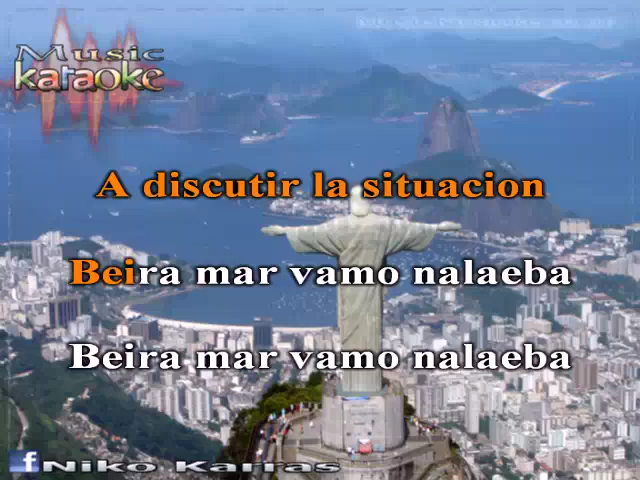 Music
karaoke
A discutir la situacion
Beira mar vamo nalaeba
Beira mar vamo nalaeba
f Niko Karras